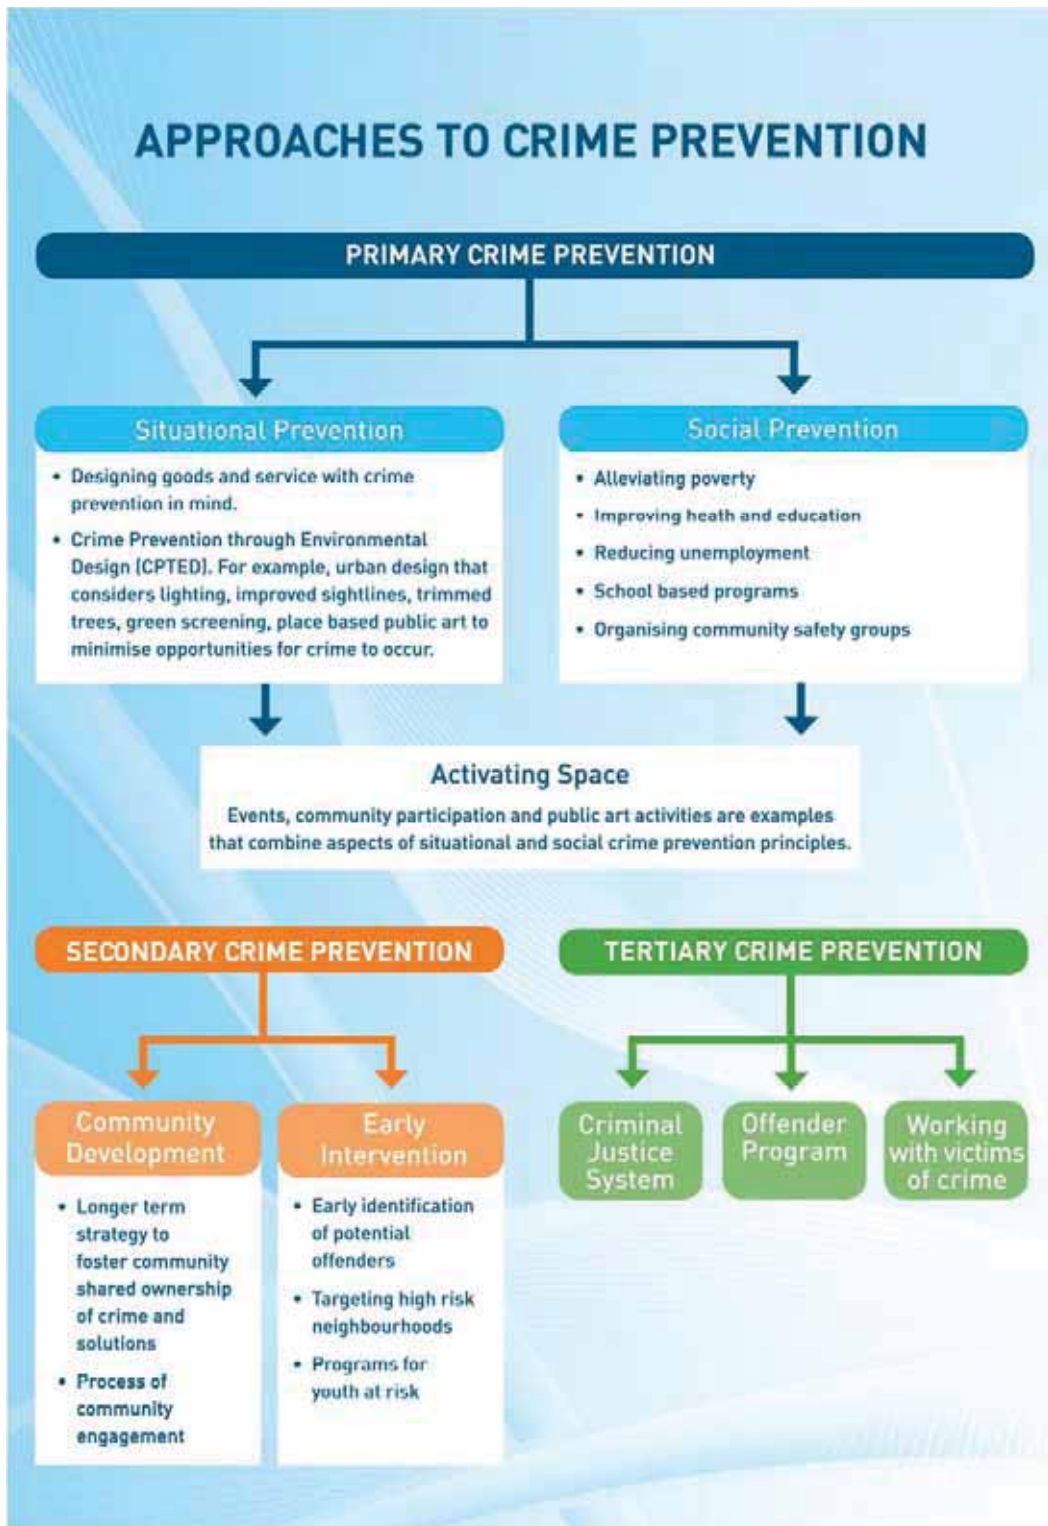 APPROACHES TO CRIME PREVENTION
PRIMARY CRIME PREVENTION
Situational Prevention
• Designing goods and service with crime
prevention in mind.
• Crime Prevention through Environmental
Design (CPTED). For example, urban design that
considers lighting, improved sightlines, trimmed
trees, green screening, place based public art to
minimise opportunities for crime to occur.
Social Prevention
• Alleviating poverty
• Improving heath and education
• Reducing unemployment
• School based programs
• Organising community safety groups
Activating Space
Events, community participation and public art activities are examples
that combine aspects of situational and social crime prevention principles.
SECONDARY CRIME PREVENTION
Community
Development
• Longer term
strategy to
foster community
shared ownership
of crime and
solutions
• Process of
community
engagement
Early
Intervention
• Early identification
of potential
offenders
• Targeting high risk
neighbourhoods
• Programs for
youth at risk
TERTIARY CRIME PREVENTION
Criminal
Justice
System
Offender
Program
Working
with victims
of crime